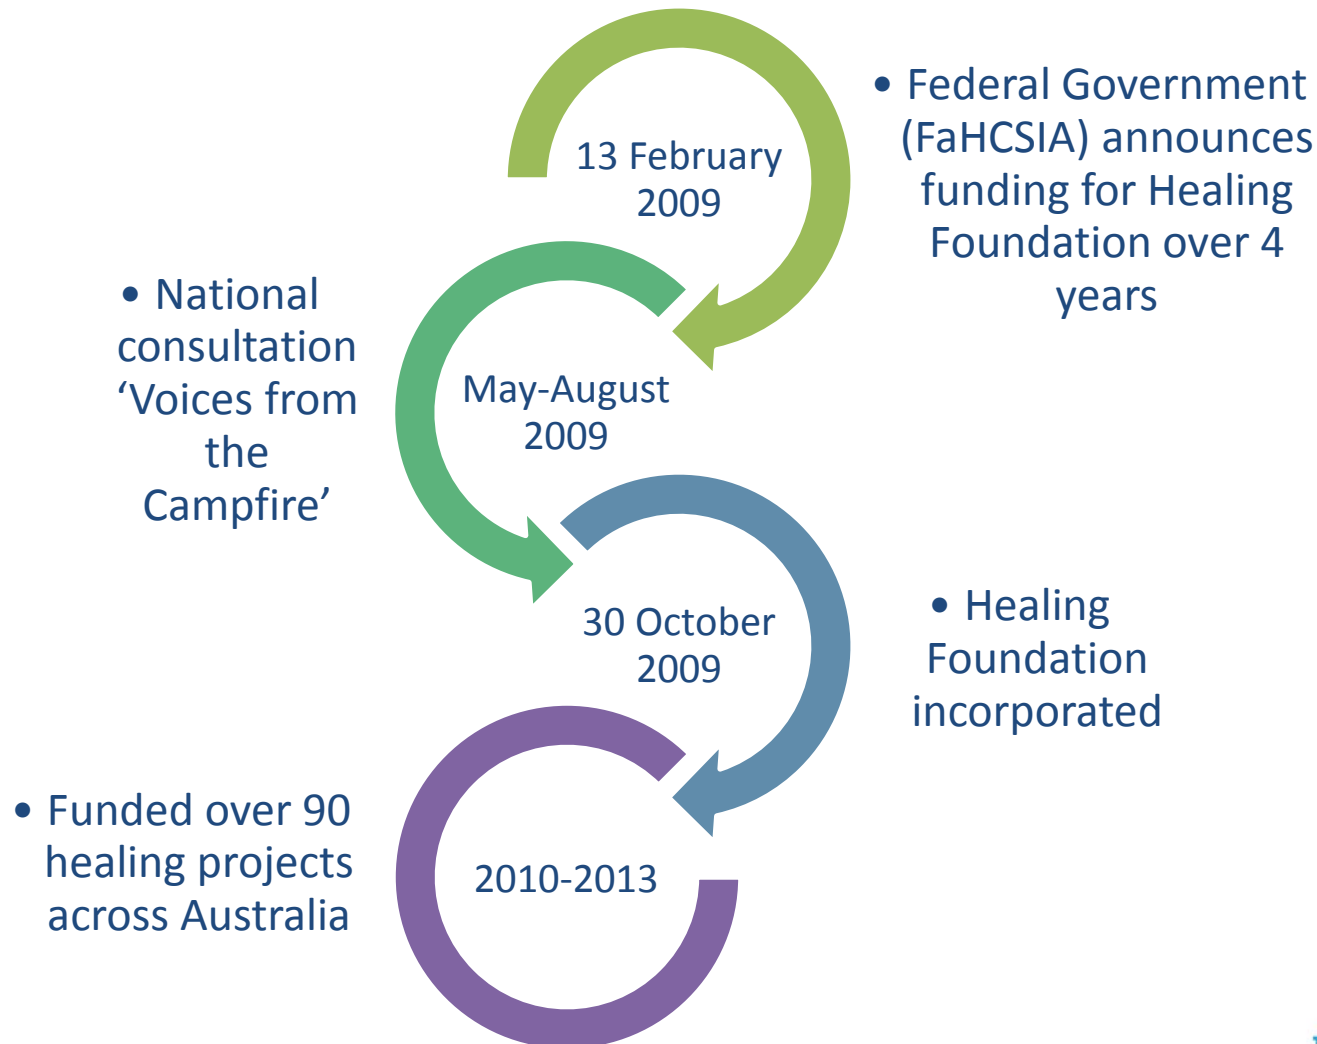 13 February
2009
• Federal Government
(FaHCSIA) announces
funding for Healing
Foundation over 4
years
• National
consultation
‘Voices from
the
Campfire’
May-August
2009
30 October
2009
• Healing
Foundation
incorporated
• Funded over 90
healing projects
across Australia
2010-2013